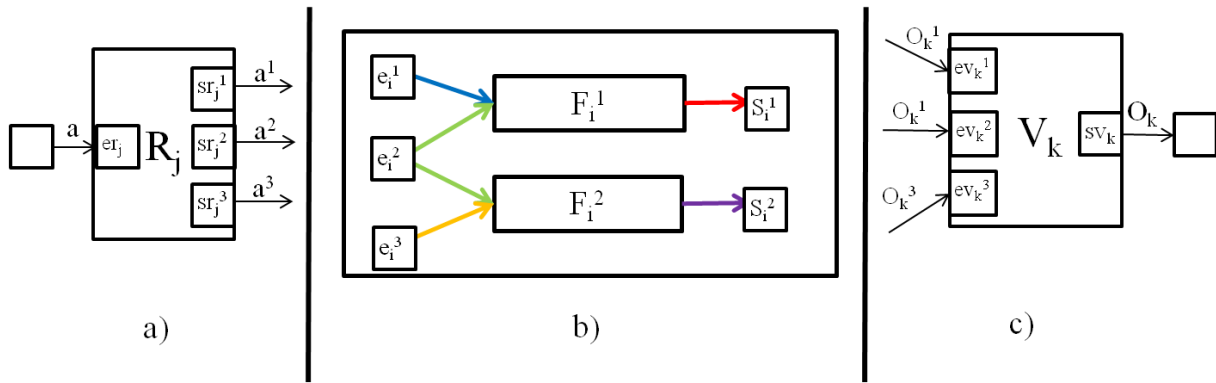 a
er_j
R_j
sr_j^1
sr_j^2
sr_j^3
a^1
a^2
a^3
a)
e_i^1
e_i^2
e_i^3
F_i^1
F_i^2
S_i^1
S_i^2
b)
O_k^1
O_k^1
O_k^3
ev_k^1
ev_k^2
ev_k^3
V_k
sv_k
O_k
c)